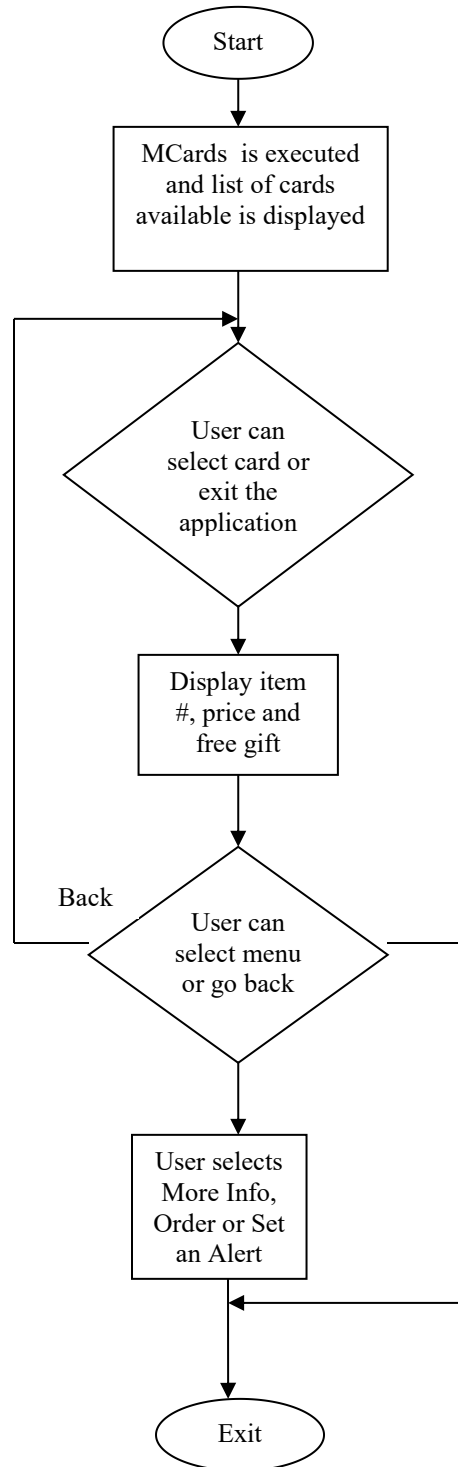 Start
MCards is executed
and list of cards
available is displayed
User can
select card or
exit the
application
Display item
#, price and
free gift
Back
User can
select menu
or go back
User selects
More Info,
Order or Set
an Alert
Exit